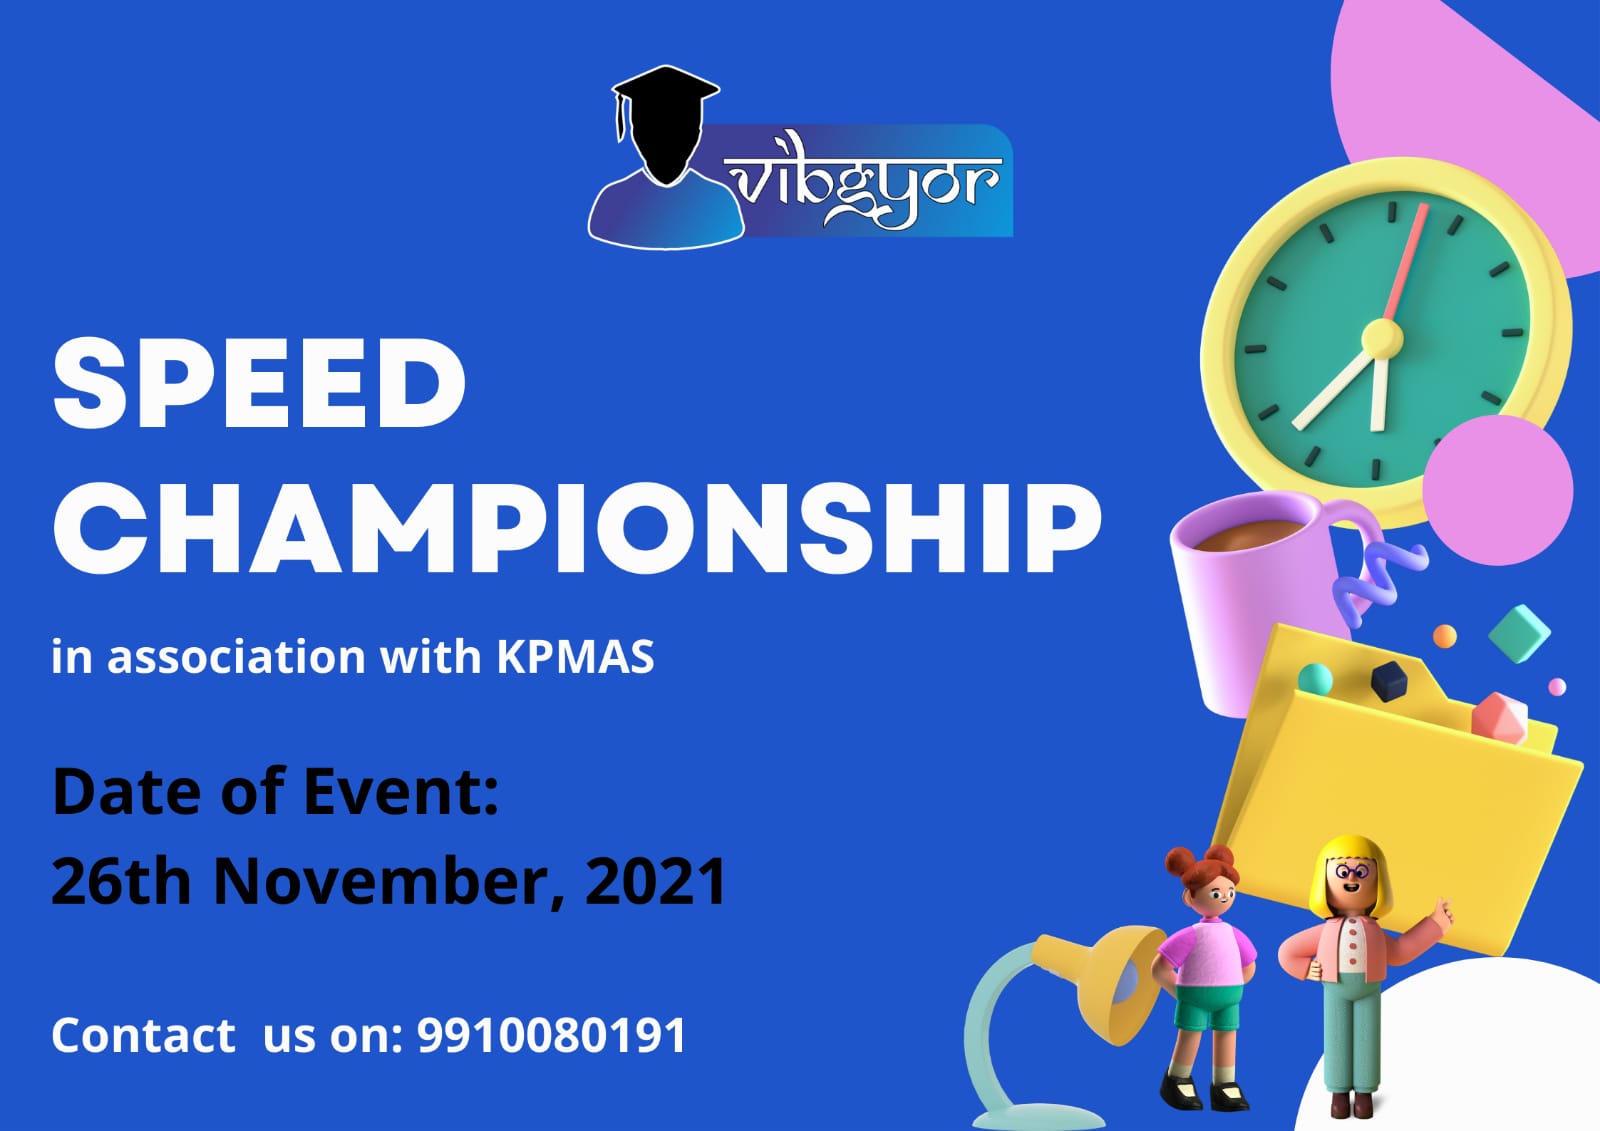 vibgyor
SPEED
CHAMPIONSHIP
in association with KPMAS
Date of Event:
26th November, 2021
Contact  us on: 9910080191